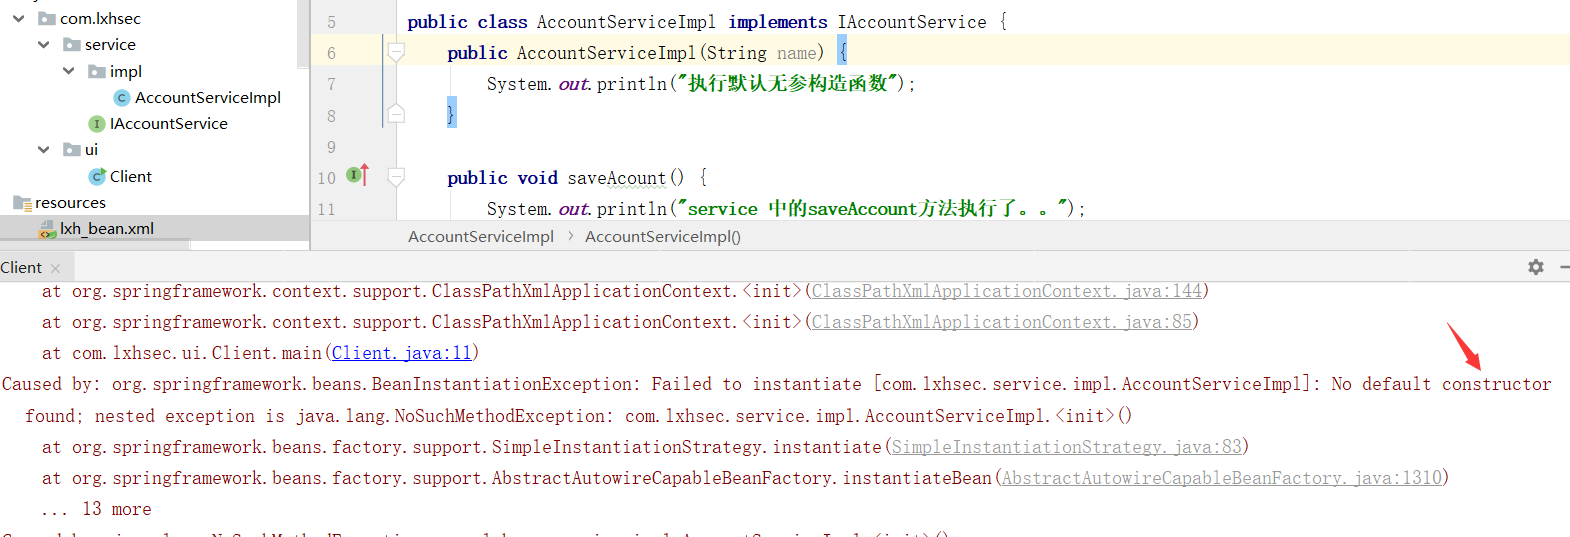 com.lxhsec
service
impl
AccountServiceImpl
IAccountService
ui
Client
resources
lxh_bean.xml
5 public class AccountServiceImpl implements IAccountService {
6 public AccountServiceImpl(String name) {
7 System.out.println("执行默认无参构造函数");
8 }
9
10 public void saveAcount() {
11 System.out.println("service 中的saveAccount方法执行了。。");
AccountServiceImpl › AccountServiceImpl()
Client ×
at org.springframework.context.support.ClassPathXmlApplicationContext.<init>(ClassPathXmlApplicationContext.java:144)
at org.springframework.context.support.ClassPathXmlApplicationContext.<init>(ClassPathXmlApplicationContext.java:85)
at com.lxhsec.ui.Client.main(Client.java:11)
Caused by: org.springframework.beans.BeanInstantiationException: Failed to instantiate [com.lxhsec.service.impl.AccountServiceImpl]: No default constructor
found; nested exception is java.lang.NoSuchMethodException: com.lxhsec.service.impl.AccountServiceImpl.<init>()
at org.springframework.beans.factory.support.SimpleInstantiationStrategy.instantiate(SimpleInstantiationStrategy.java:83)
at org.springframework.beans.factory.support.AbstractAutowireCapableBeanFactory.instantiateBean(AbstractAutowireCapableBeanFactory.java:1310)
... 13 more